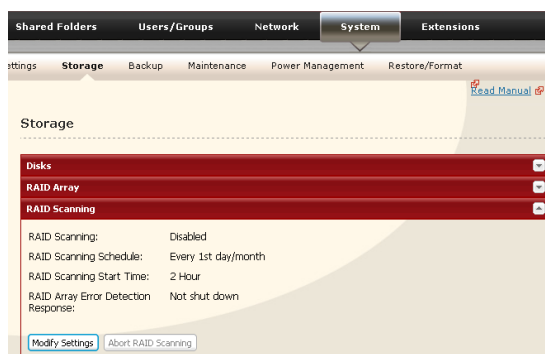 Shared Folders Users/Groups Network System Extensions
ettings Storage Backup Maintenance Power Management Restore/Format
Read Manual
Storage
Disks
RAID Array
RAID Scanning
RAID Scanning: Disabled
RAID Scanning Schedule: Every 1st day/month
RAID Scanning Start Time: 2 Hour
RAID Array Error Detection Not shut down
Response:
Modify Settings Abort RAID Scanning